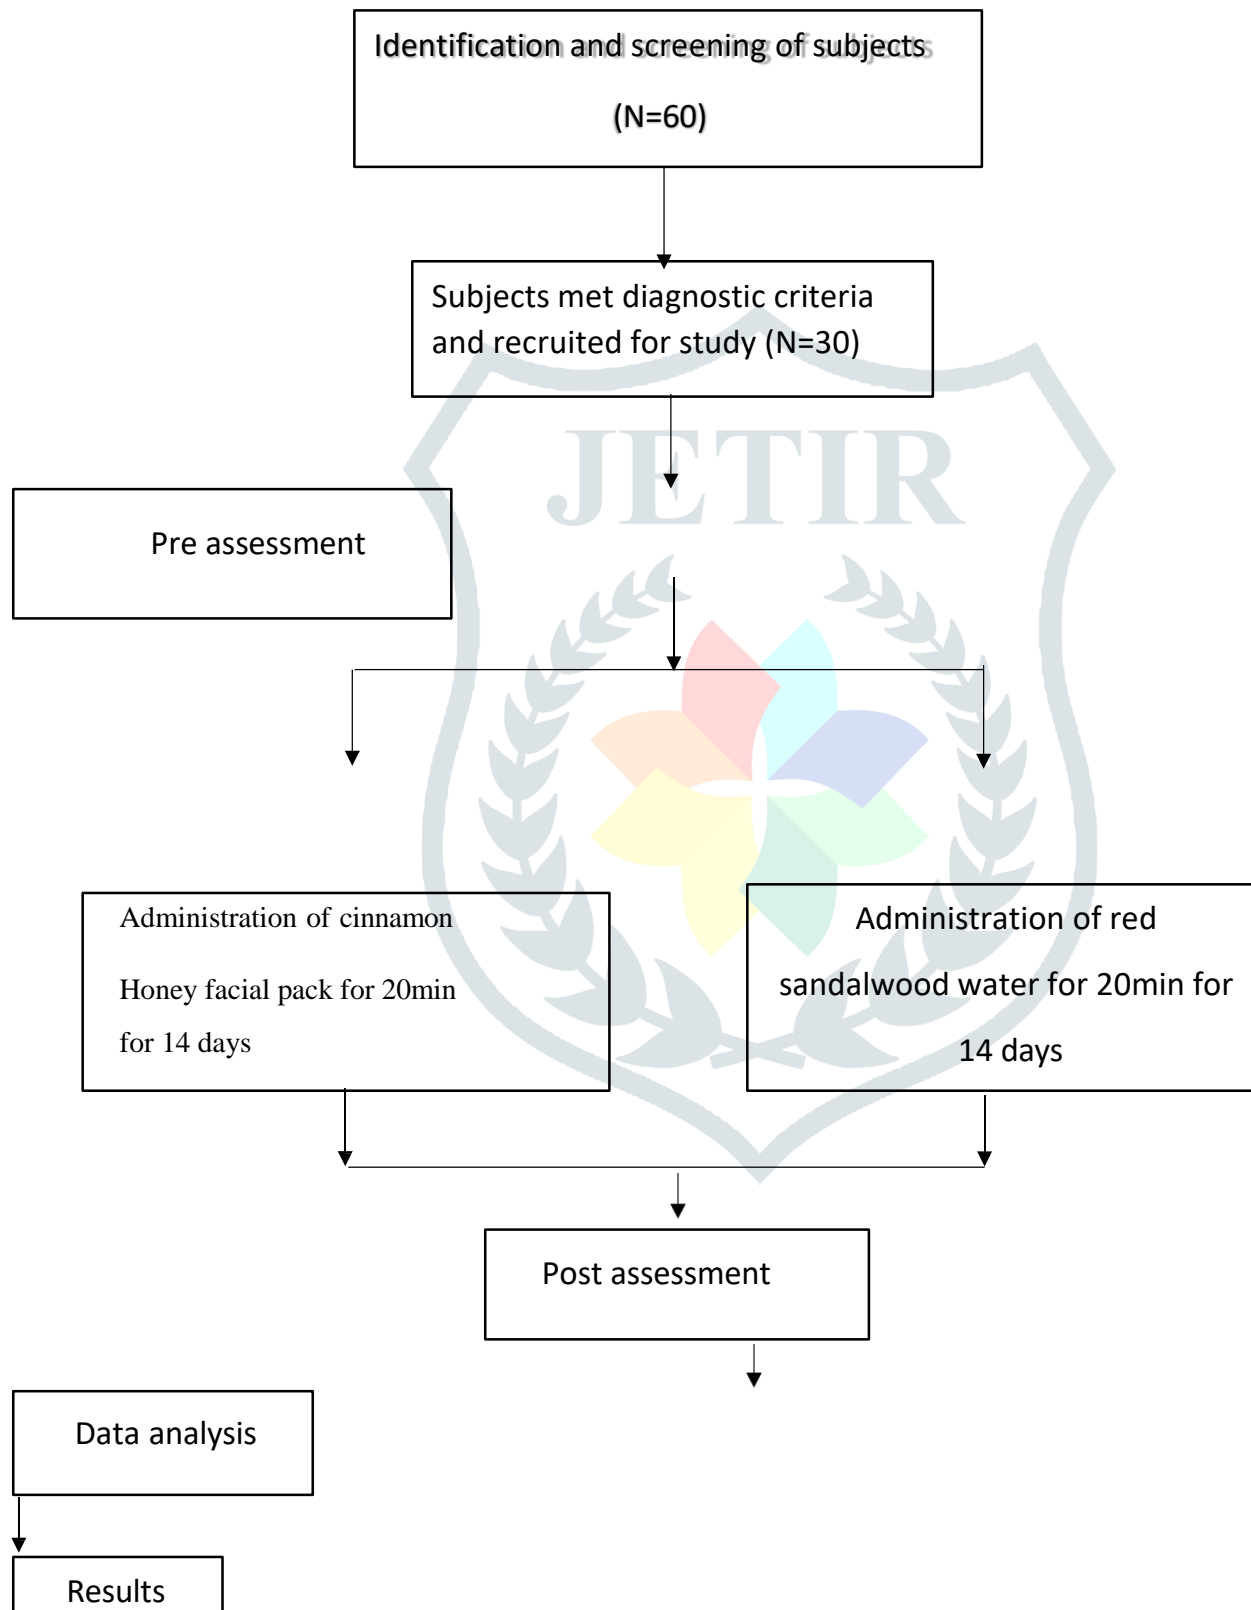 Identification and screening of subjects
(N=60)
Subjects met diagnostic criteria
and recruited for study (N=30)
JETIR
Pre assessment
Administration of cinnamon
Honey facial pack for 20min
for 14 days
Administration of red
sandalwood water for 20min for
14 days
Post assessment
Data analysis
Results